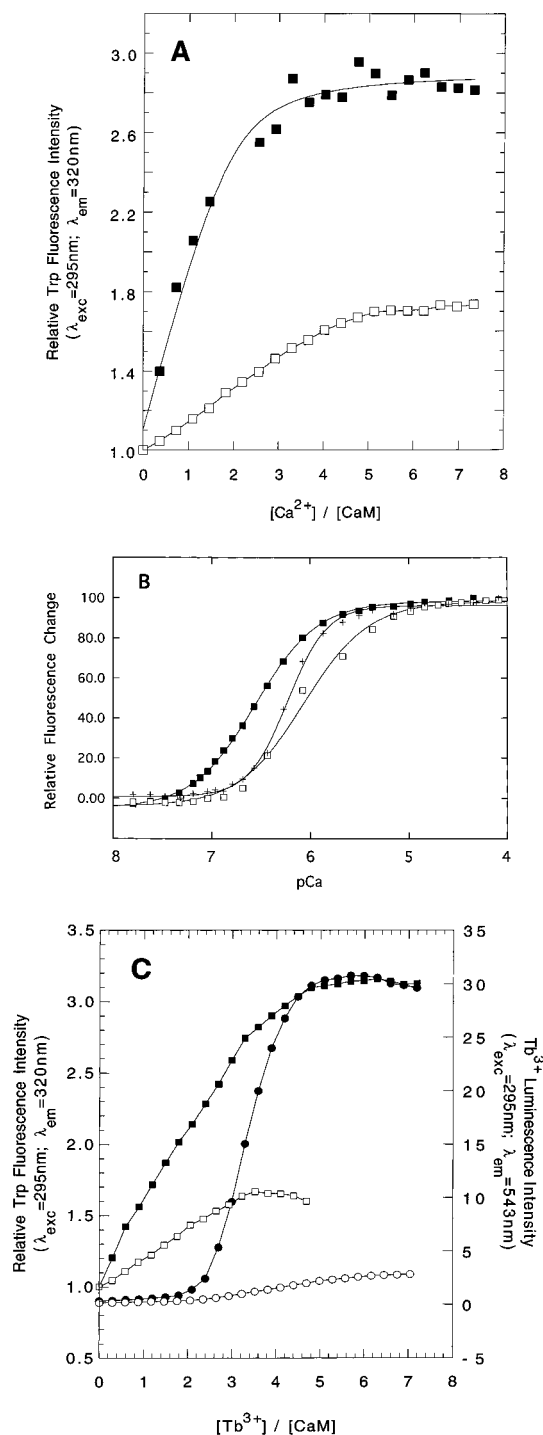 A
3.0
2.6
2.2
1.8
1.4
1.0
Relative Trp Fluorescence Intensity
(λexc=295nm; λem=320nm)
0 1 2 3 4 5 6 7 8
[Ca2+] / [CaM]
B
100
80.0
60.0
40.0
20.0
0.00
Relative Fluorescence Change
8 7 6 5 4
pCa
C
3.5
3.0
2.5
2.0
1.5
1.0
0.5
Relative Trp Fluorescence Intensity
(λexc=295nm; λem=320nm)
35
30
25
20
15
10
5
0
-5
Tb3+ Luminescence Intensity
(λexc=295nm; λem=543nm)
0 1 2 3 4 5 6 7 8
[Tb3+] / [CaM]